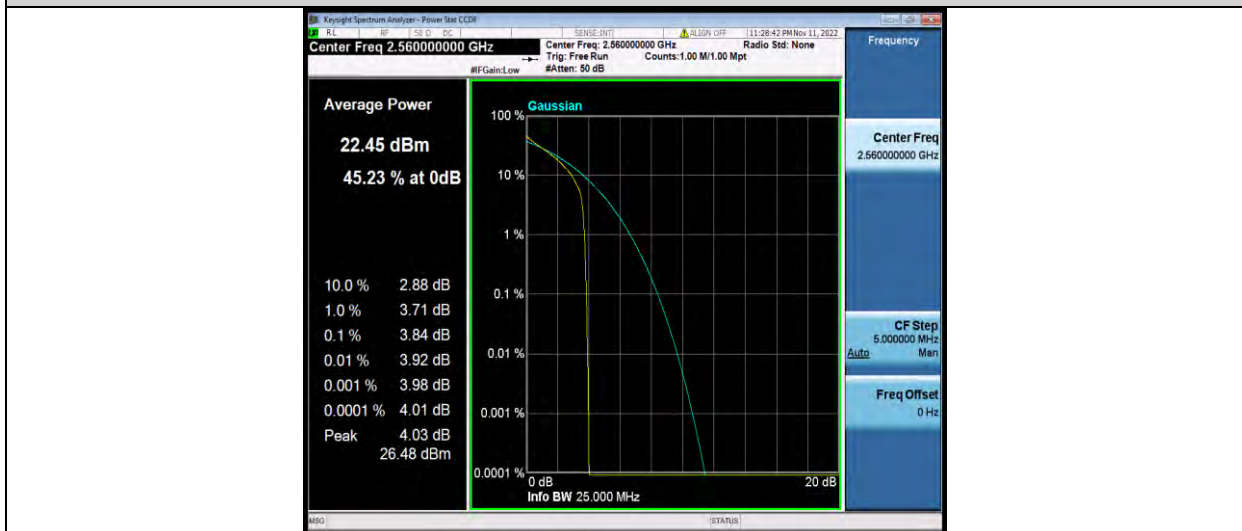 Keysight Spectrum Analyzer - Power Stat CCDF
RL RF 50 Ω DC SENSE:INT ALIGN OFF 11:28:42 PM Nov 11, 2022
Center Freq 2.560000000 GHz
Center Freq: 2.560000000 GHz Radio Std: None
Trig: Free Run Counts:1.00 M/1.00 Mpt
#IFGain:Low #Atten: 50 dB
Frequency
Average Power
22.45 dBm
45.23 % at 0dB
10.0 % 2.88 dB
1.0 % 3.71 dB
0.1 % 3.84 dB
0.01 % 3.92 dB
0.001 % 3.98 dB
0.0001 % 4.01 dB
Peak 4.03 dB
26.48 dBm
Gaussian
100 %
10 %
1 %
0.1 %
0.01 %
0.001 %
0.0001 %
0 dB 20 dB
Info BW 25.000 MHz
Center Freq
2.560000000 GHz
CF Step
5.000000 MHz
Auto Man
Freq Offset
0 Hz
MSG STATUS